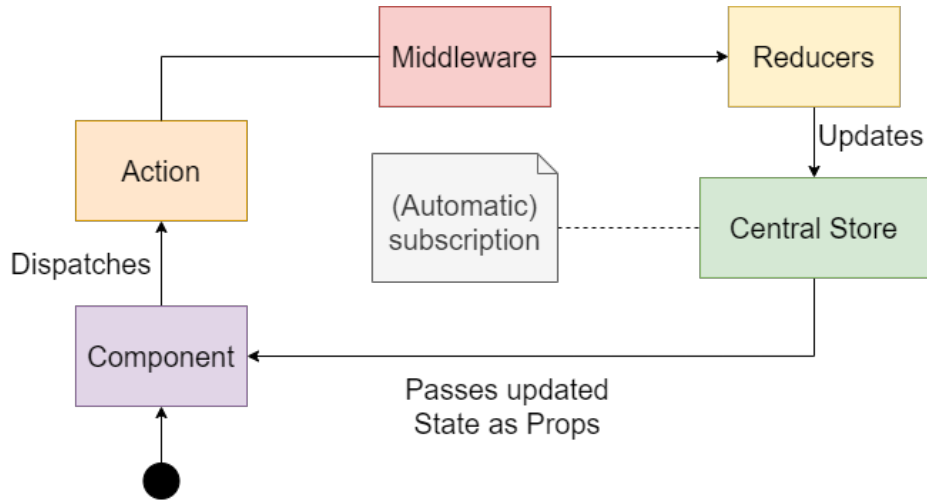 Middleware
Reducers
Action
Updates
(Automatic)
subscription
Central Store
Dispatches
Component
Passes updated
State as Props